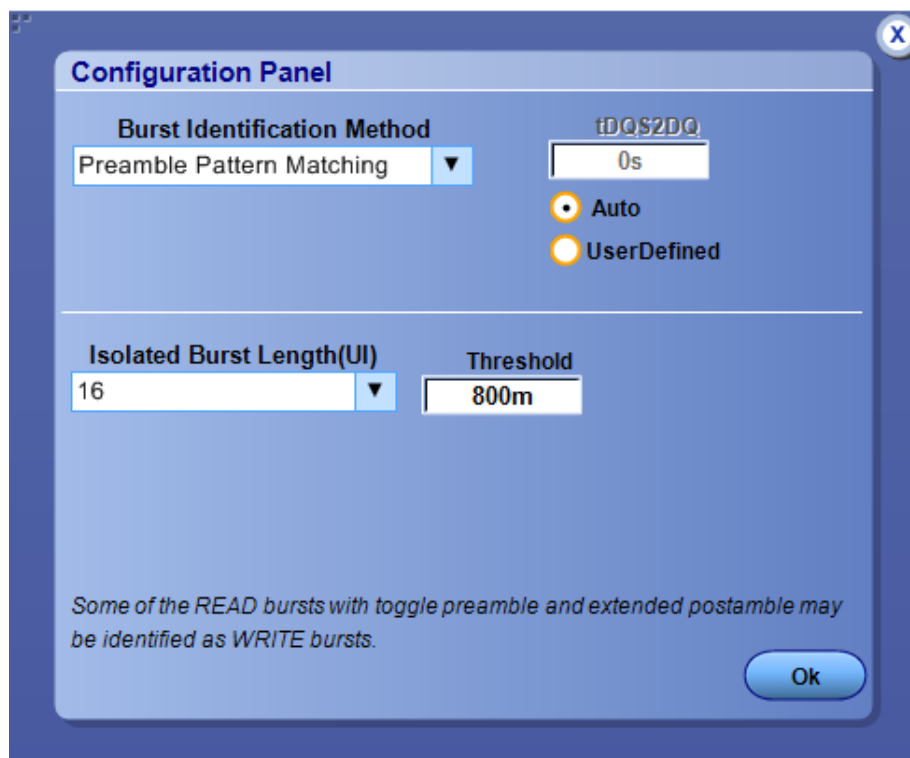 X
Configuration Panel
Burst Identification Method
tDQS2DQ
Preamble Pattern Matching
0s
Auto
UserDefined
Isolated Burst Length(UI)
Threshold
16
800m
Some of the READ bursts with toggle preamble and extended postamble may
be identified as WRITE bursts.
Ok